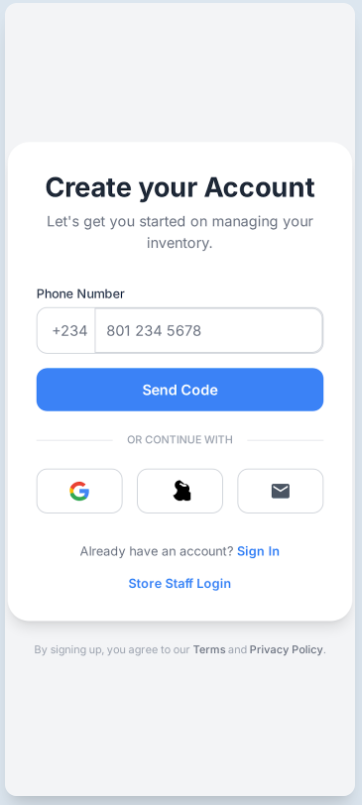 Create your Account
Let's get you started on managing your
inventory.
Phone Number
+234 801 234 5678
Send Code
OR CONTINUE WITH
Already have an account? Sign In
Store Staff Login
By signing up, you agree to our Terms and Privacy Policy.